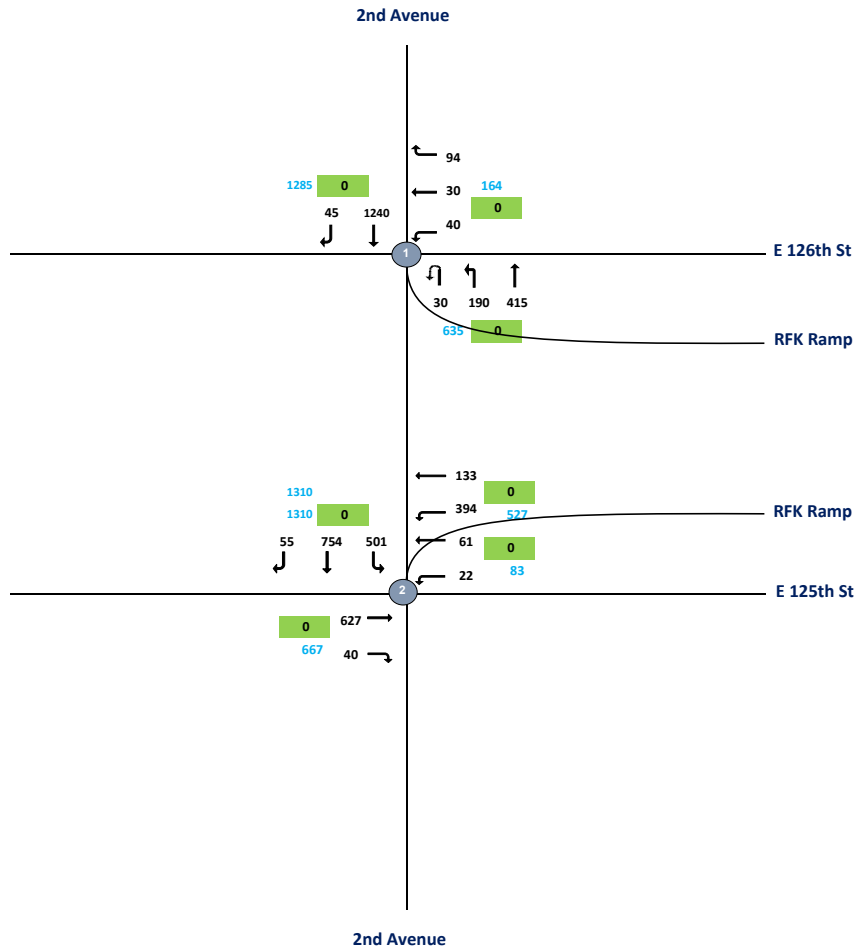 2nd Avenue
94
1285 0 30 164
0
45 1240 40
1
E 126th St
30 190 415
635 0
RFK Ramp
133
1310 0
1310 0 394 527
RFK Ramp
55 754 501 61 0
22 83
2
E 125th St
0 627
667 40
2nd Avenue